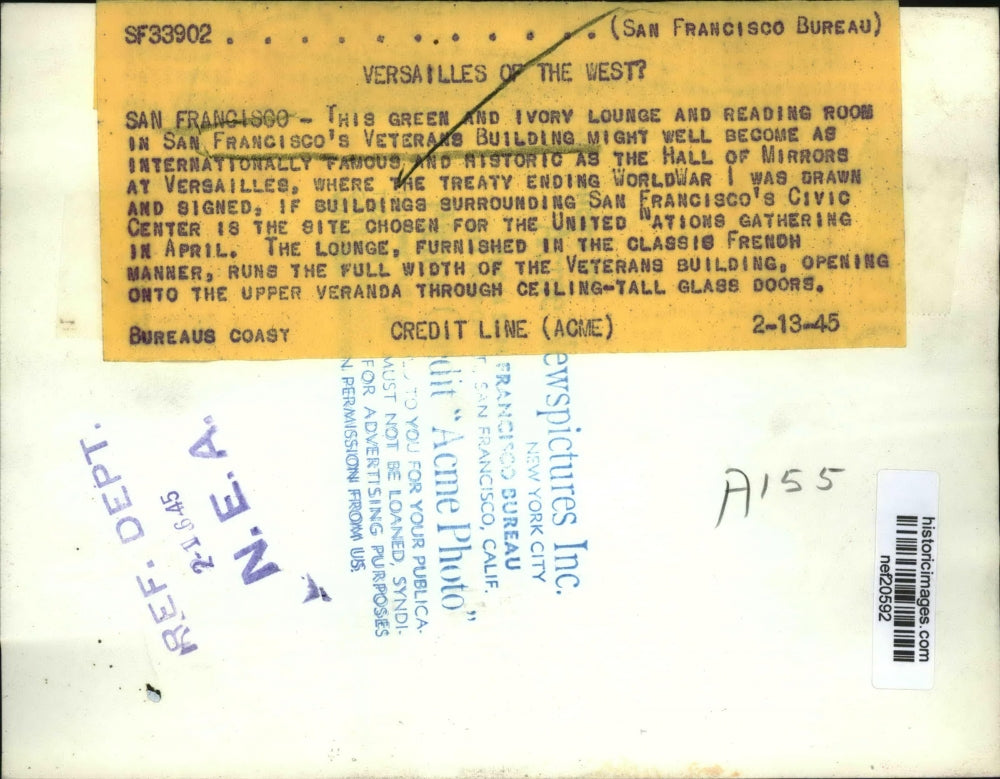 SF33902 . . . . . . . . . . . (SAN FRANCISCO BUREAU)
VERSAILLES OF THE WEST?
SAN FRANCISCO - THIS GREEN AND IVORY LOUNGE AND READING ROOM
IN SAN FRANCISCO'S VETERANS BUILDING MIGHT WELL BECOME AS
INTERNATIONALLY FAMOUS AND HISTORIC AS THE HALL OF MIRRORS
AT VERSAILLES, WHERE THE TREATY ENDING WORLDWAR I WAS DRAWN
AND SIGNED, IF BUILDINGS SURROUNDING SAN FRANCISCO'S CIVIC
CENTER IS THE SITE CHOSEN FOR THE UNITED NATIONS GATHERING
IN APRIL. THE LOUNGE, FURNISHED IN THE CLASSIS FRENCH
MANNER, RUNS THE FULL WIDTH OF THE VETERANS BUILDING, OPENING
ONTO THE UPPER VERANDA THROUGH CEILING-TALL GLASS DOORS.
BUREAUS COAST CREDIT LINE (ACME) 2-13-45
ewspictures Inc.
NEW YORK CITY
FRANCISCO BUREAU
SAN FRANCISCO, CALIF.
dit "Acme Photo"
TO YOU FOR YOUR PUBLICA-
MUST NOT BE LOANED, SYNDI-
FOR ADVERTISING PURPOSES
N PERMISSION FROM US.
REF. DEPT.
N. E. A.
A155
historicimages.com
nef20592